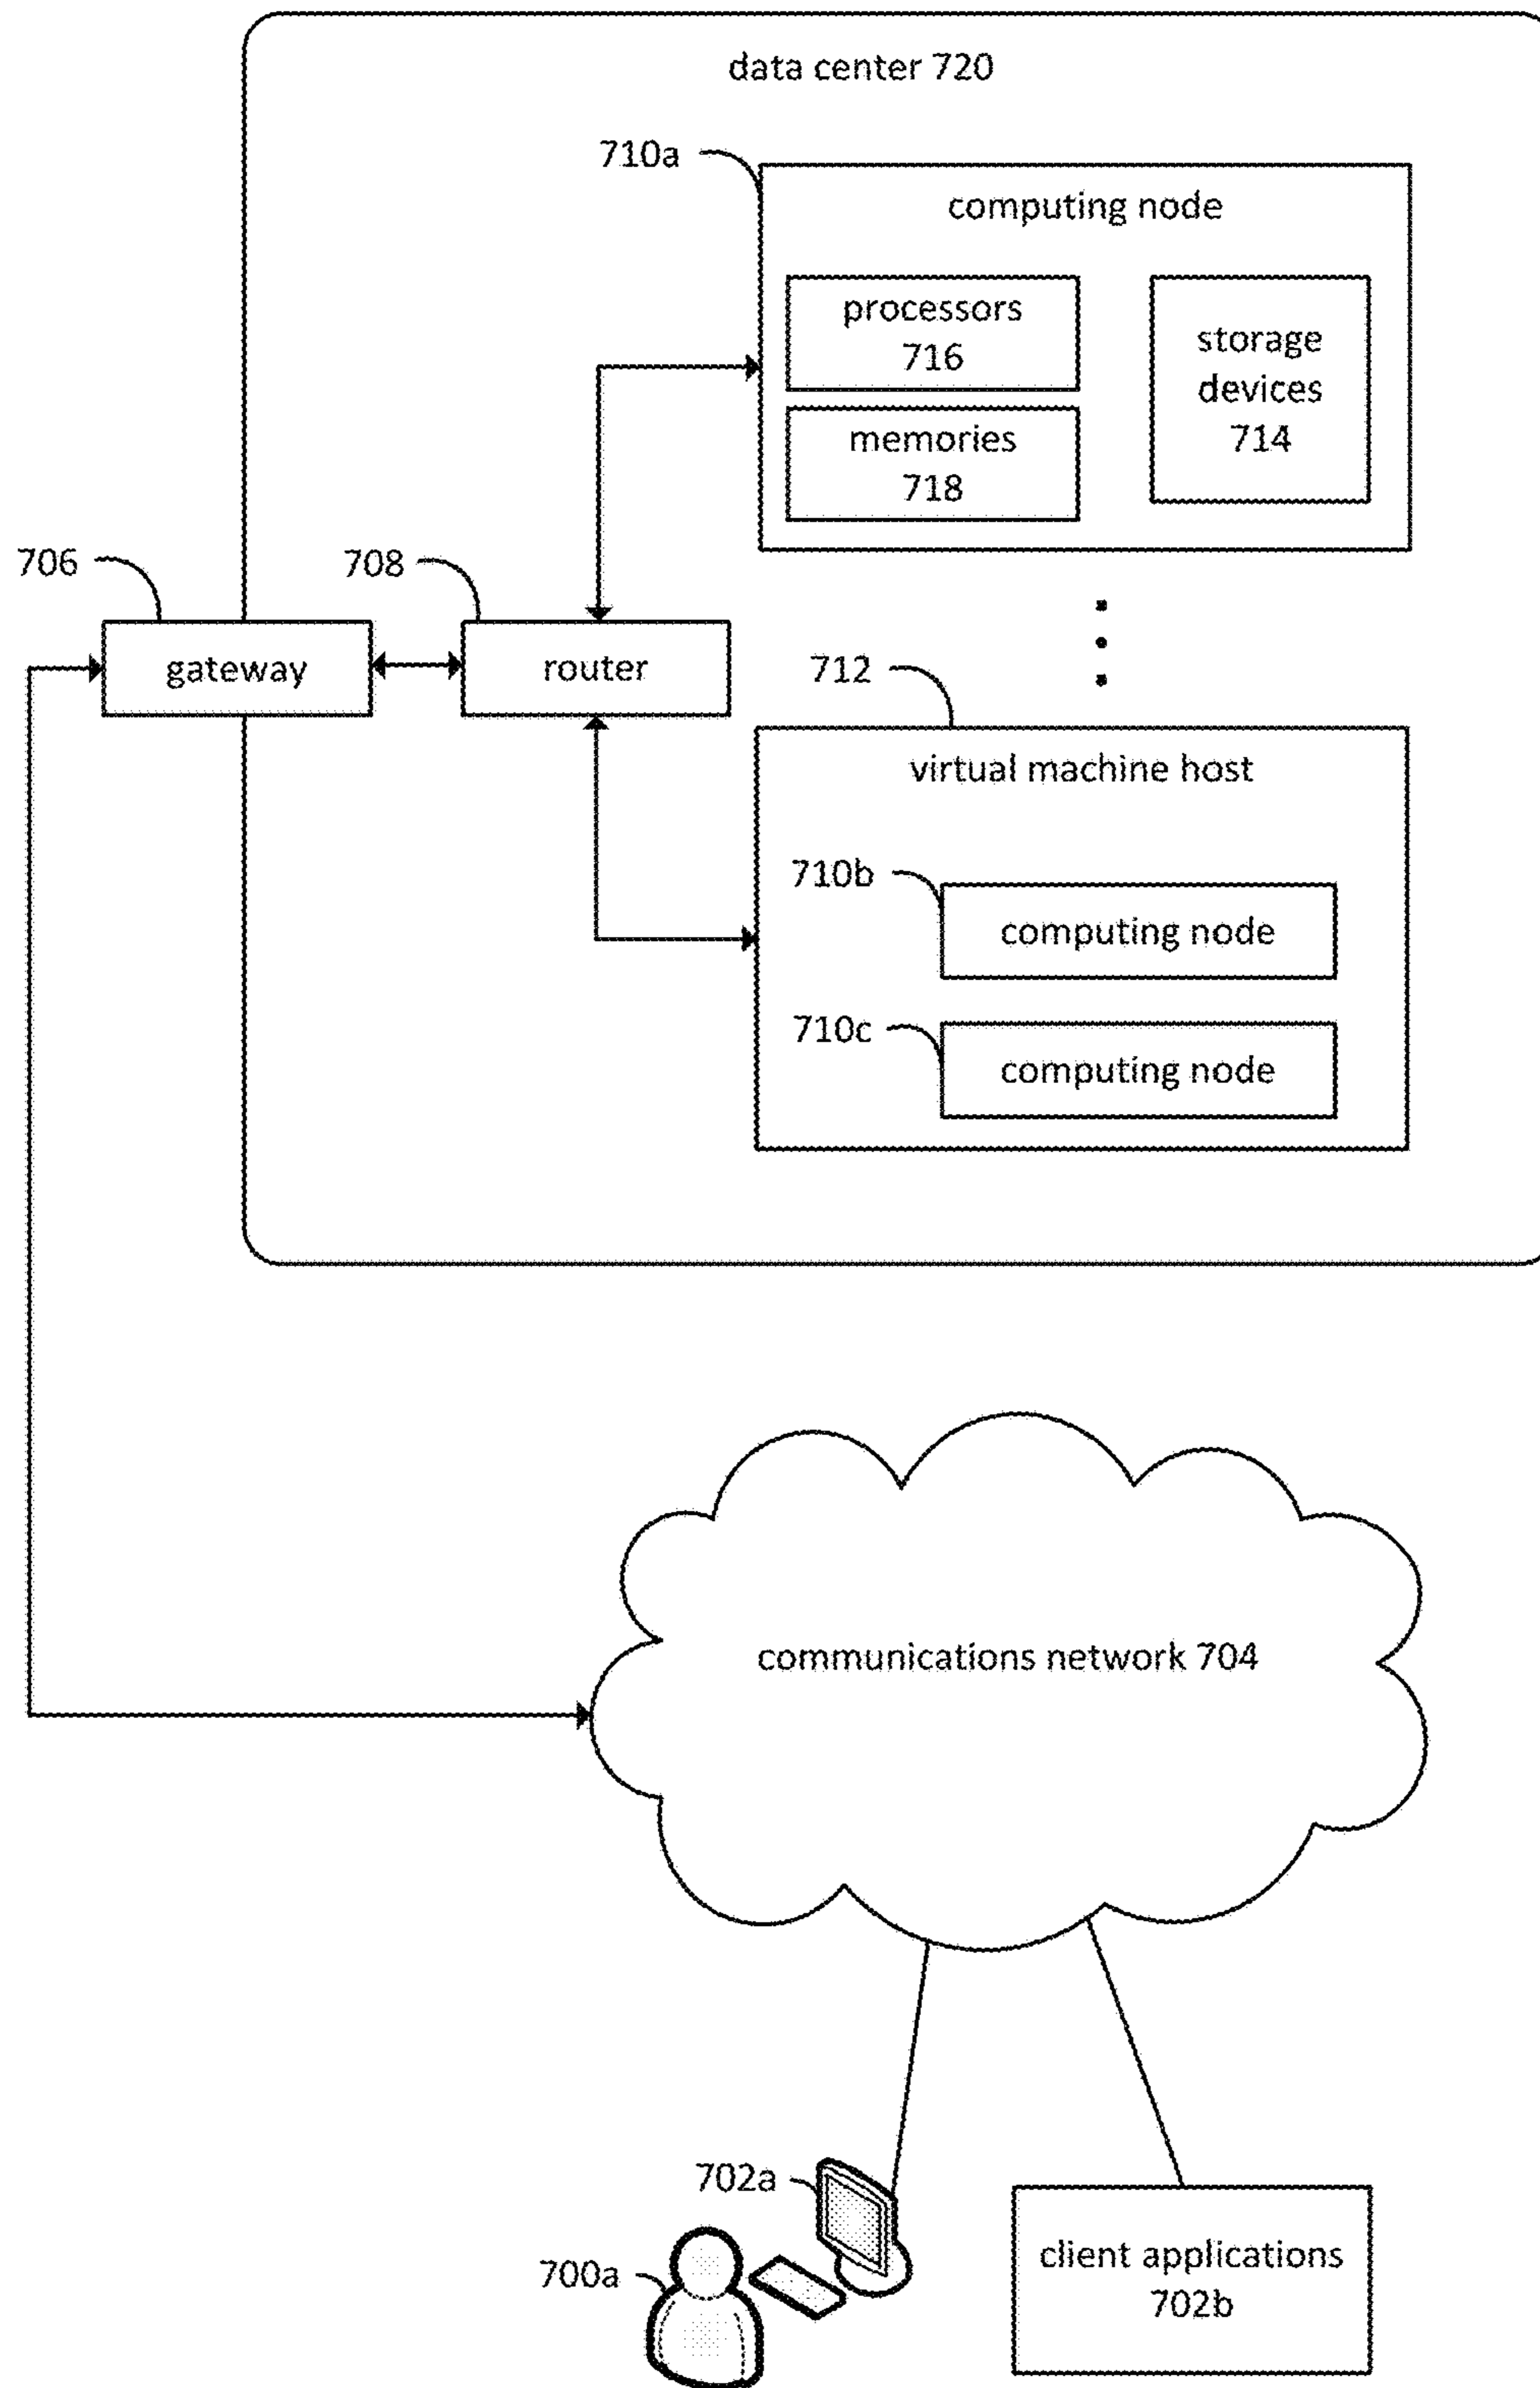 data center 720
710a
computing node
processors
716
storage
devices
714
memories
718
706
708
gateway
router
712
virtual machine host
710b
computing node
710c
computing node
communications network 704
702a
700a
client applications
702b